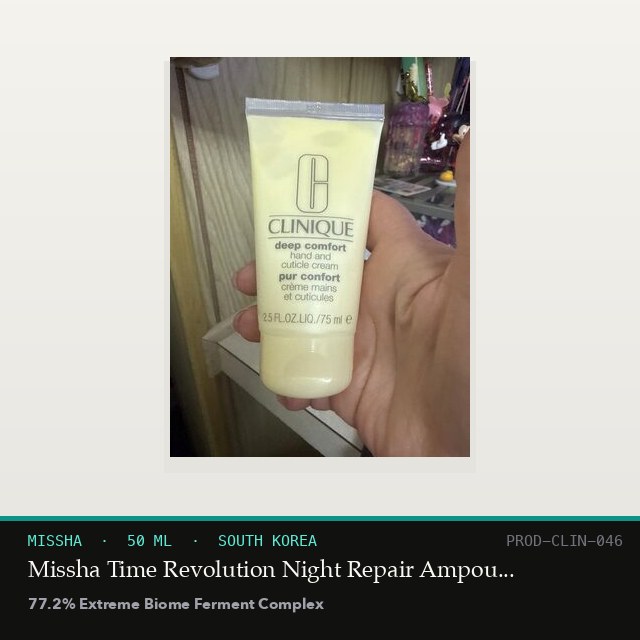 CLINIQUE
deep comfort
hand and
cuticle cream
pur confort
crème mains
et cuticules
2.5 FL.OZ.LIQ./75 ml ℮
MISSHA · 50 ML · SOUTH KOREA
PROD–CLIN–046
Missha Time Revolution Night Repair Ampou...
77.2% Extreme Biome Ferment Complex